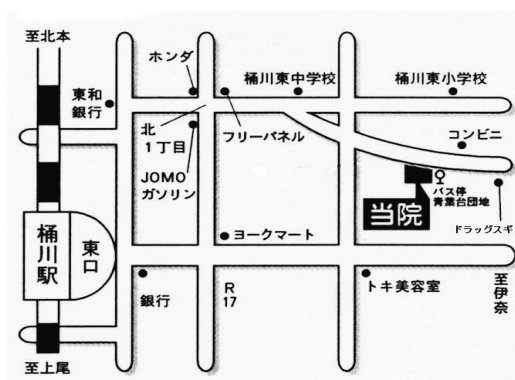 至北本
ホンダ
桶川東中学校
桶川東小学校
東和
銀行
北
1丁目
フリーパネル
コンビニ
JOMO
ガソリン
バス停
青葉台団地
当院
ドラッグスギ
桶川駅
東口
ヨークマート
銀行
R
17
トキ美容室
至伊奈
至上尾